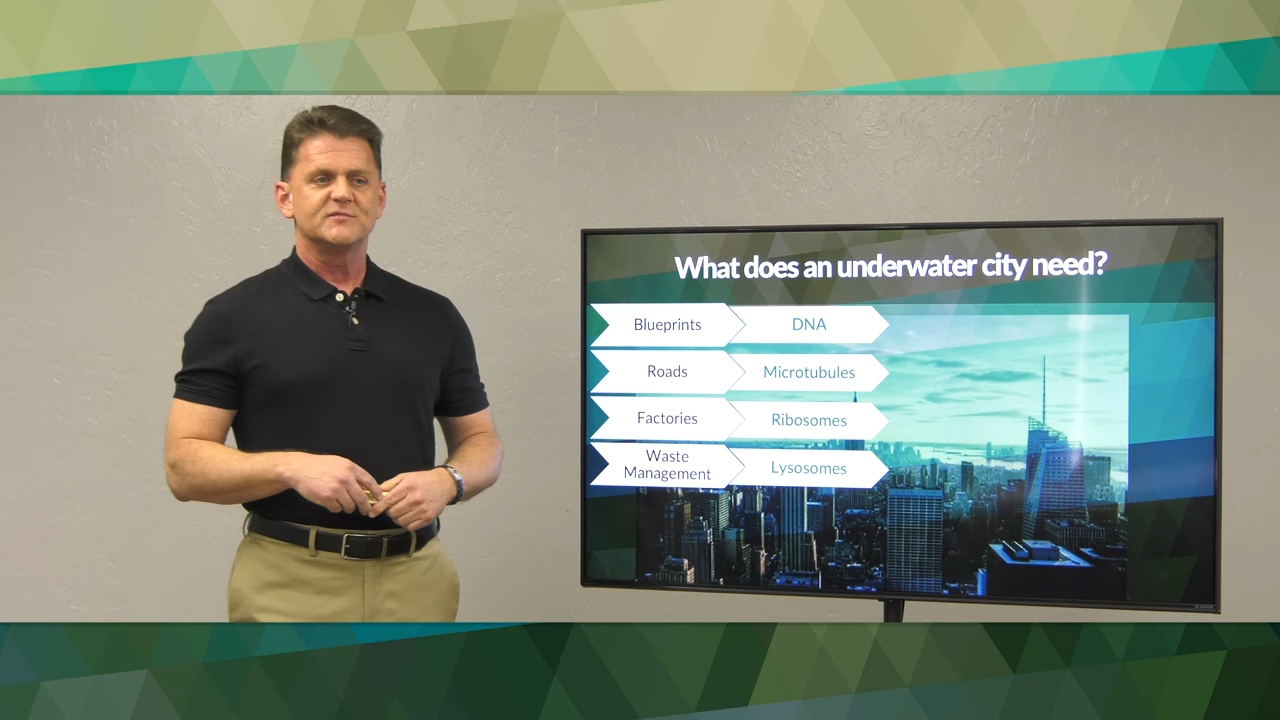 What does an underwater city need?
Blueprints
DNA
Roads
Microtubules
Factories
Ribosomes
Waste
Management
Lysosomes